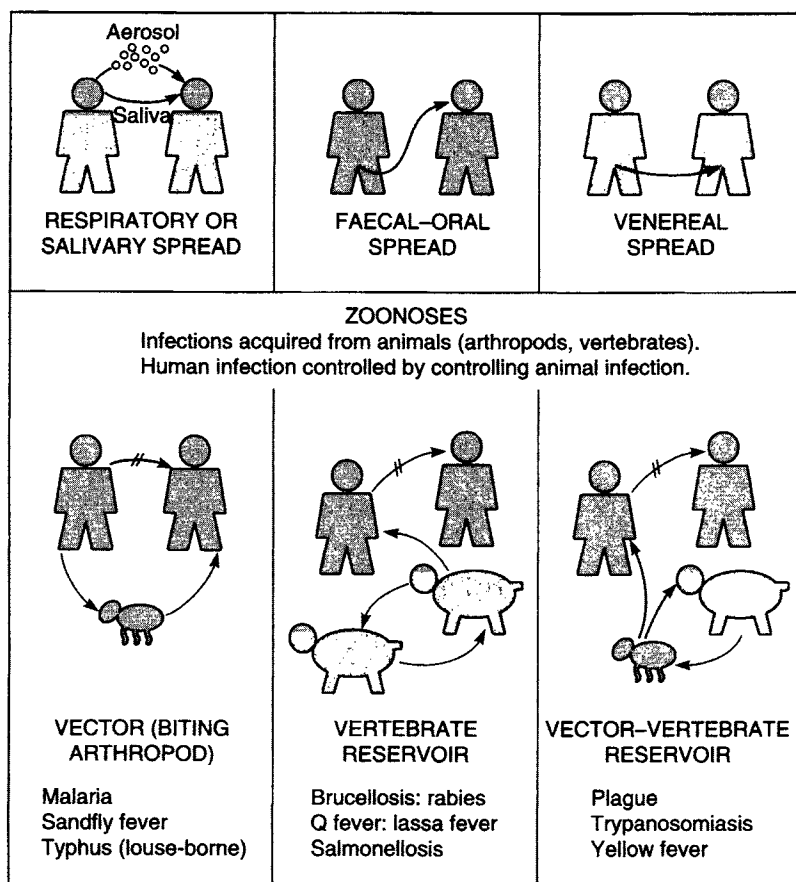 Aerosol
Saliva
RESPIRATORY OR
SALIVARY SPREAD
FAECAL–ORAL
SPREAD
VENEREAL
SPREAD
ZOONOSES
Infections acquired from animals (arthropods, vertebrates).
Human infection controlled by controlling animal infection.
VECTOR (BITING
ARTHROPOD)
Malaria
Sandfly fever
Typhus (louse-borne)
VERTEBRATE
RESERVOIR
Brucellosis: rabies
Q fever: lassa fever
Salmonellosis
VECTOR–VERTEBRATE
RESERVOIR
Plague
Trypanosomiasis
Yellow fever